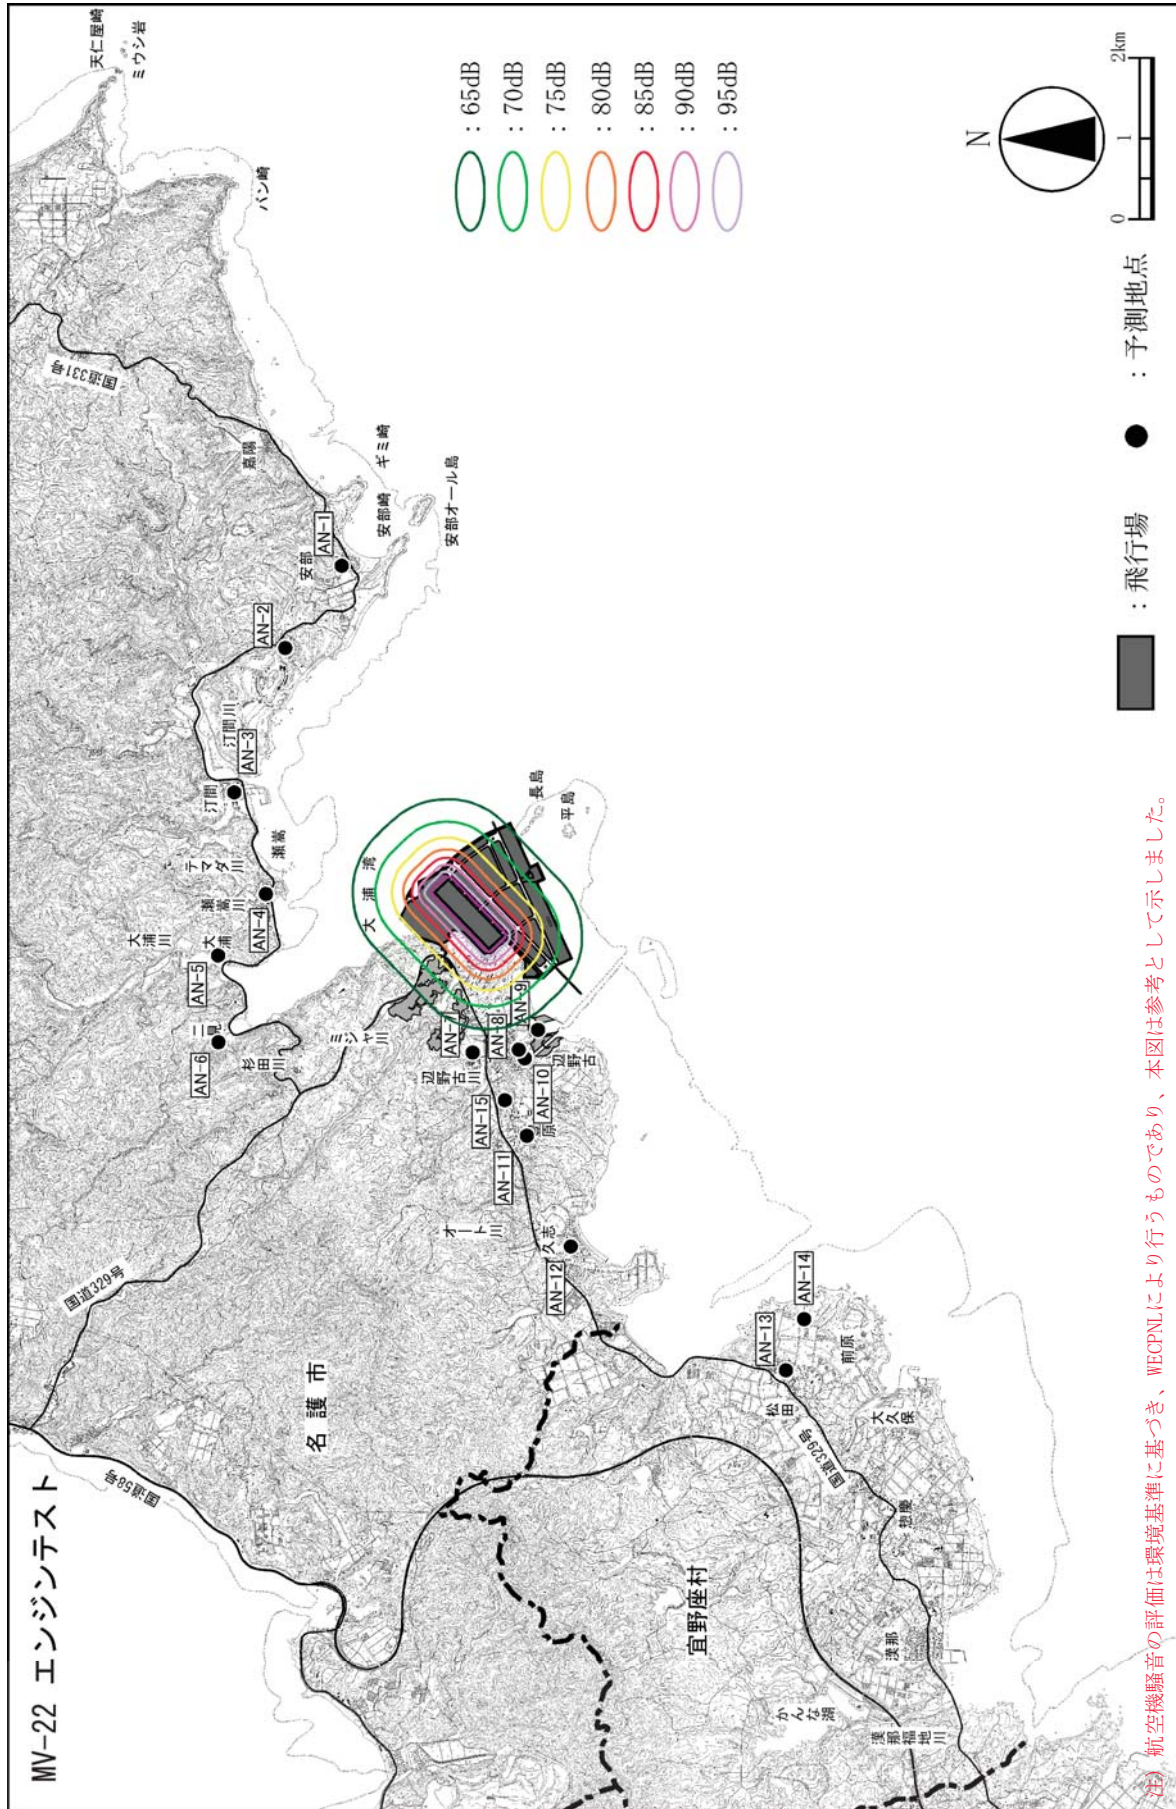 MV-22 エンジンテスト
天仁屋崎
ミウシ岩
バン崎
国道331号
嘉陽
ギミ崎
安部崎
安部オール島
安部
AN-1
AN-2
汀間川
AN-3
汀間
テマダ川
瀬嵩
瀬嵩川
AN-4
大浦川
大浦
AN-5
二見
AN-6
杉田川
大浦湾
長島
平島
ミジャ川
AN-7
AN-8
AN-9
辺野古川
辺野古
AN-10
AN-15
AN-11
オート川
久志
AN-12
国道329号
名護市
国道58号
AN-13
AN-14
松田
前原
大久保
国道329号
惣慶
宜野座村
漢那
かんな湖
漢那福地川
: 65dB
: 70dB
: 75dB
: 80dB
: 85dB
: 90dB
: 95dB
N
0 1 2km
: 飛行場
: 予測地点
注) 航空機騒音の評価は環境基準に基づき、WECPNLにより行うものであり、本図は参考として示しました。